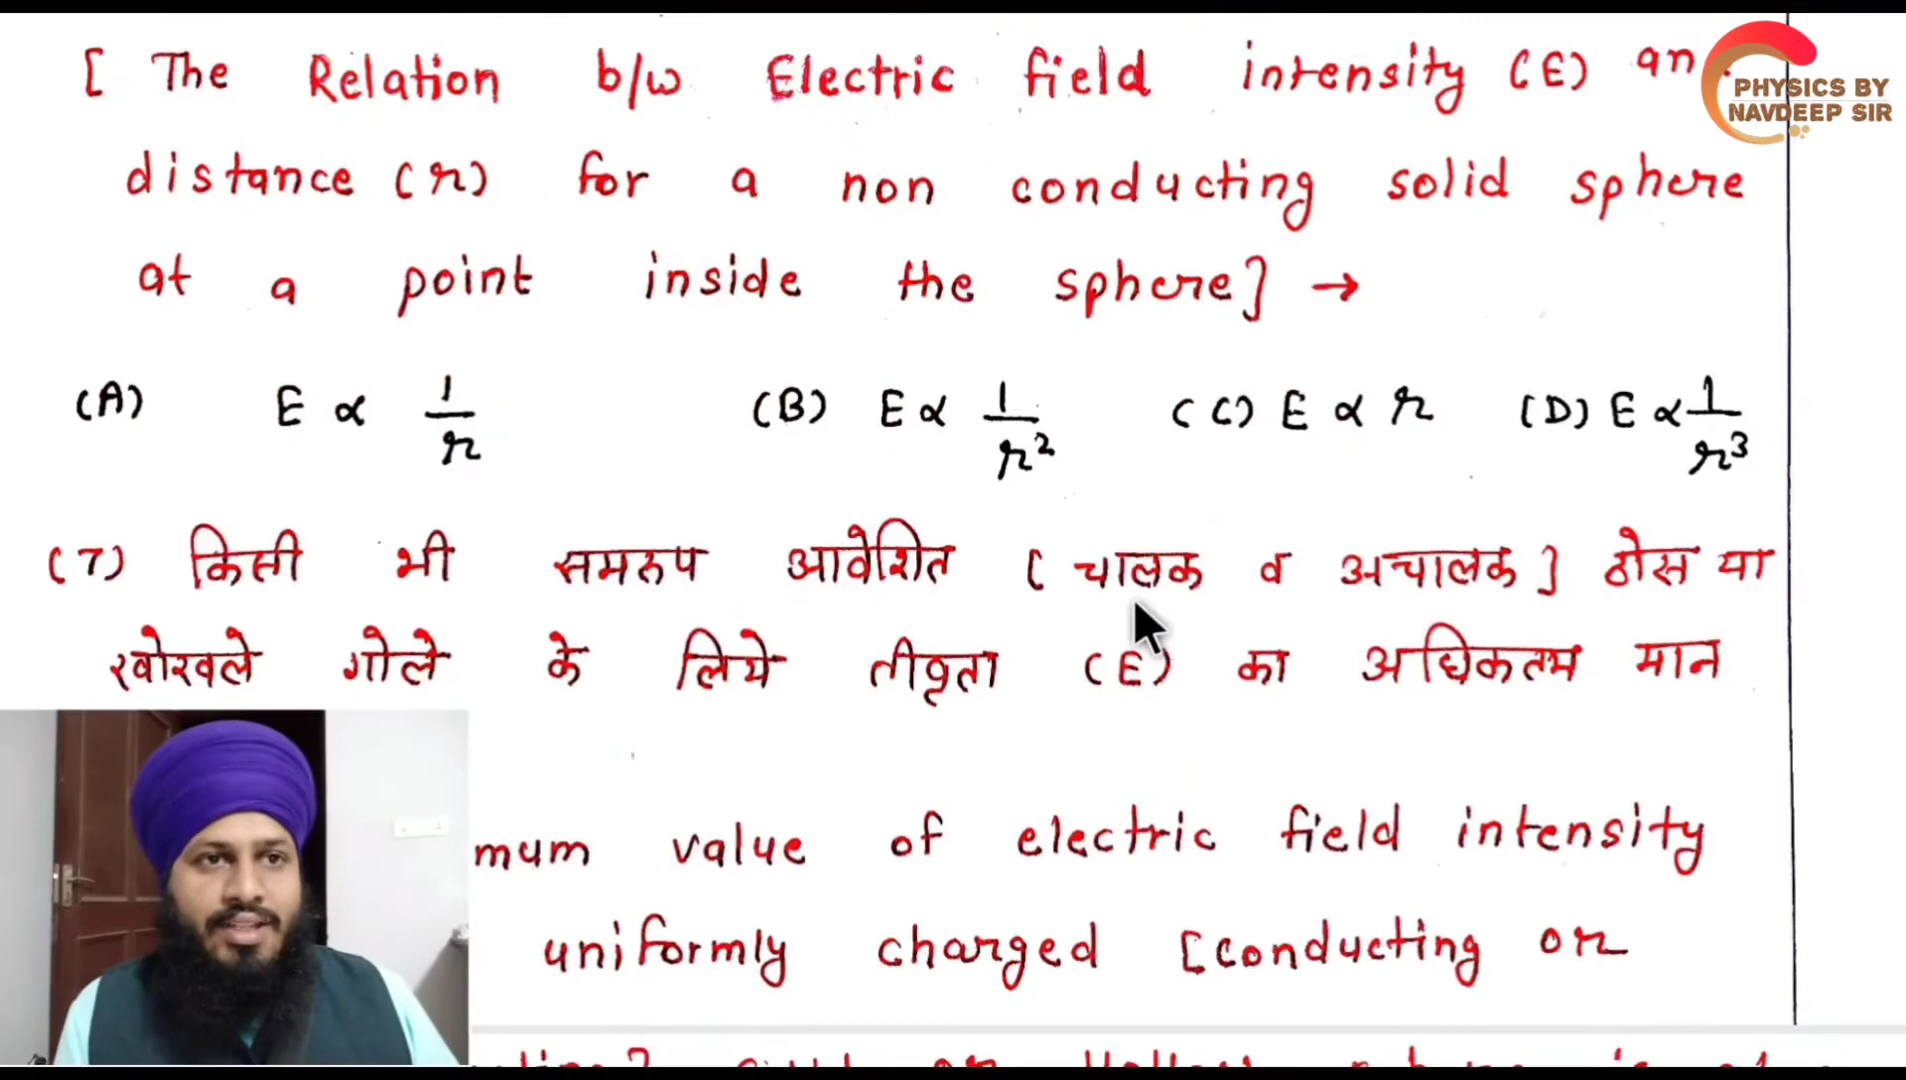 [ The Relation b/w Electric field intensity (E) an
PHYSICS BY
NAVDEEP SIR
distance (r) for a non conducting solid sphere
at a point inside the sphere] →
(A) E ∝ 1/r (B) E ∝ 1/r² (C) E ∝ r (D) E ∝ 1/r³
(7) किसी भी समरुप आवेशित [ चालक व अचालक ] ठोस या
खोखले गोले के लिये तीव्रता (E) का अधिकतम मान
mum value of electric field intensity
uniformly charged [conducting or